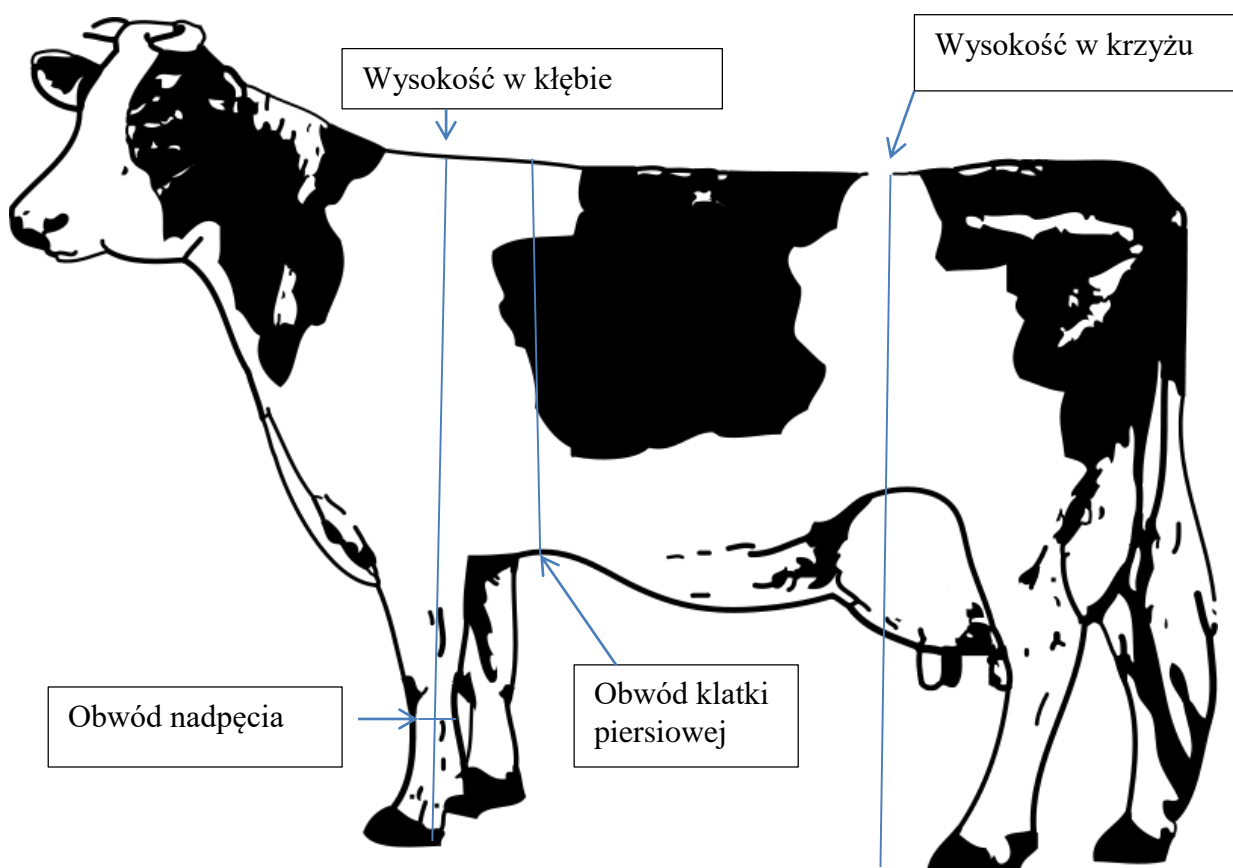 Wysokość w krzyżu
Wysokość w kłębie
Obwód nadpęcia
Obwód klatki
piersiowej